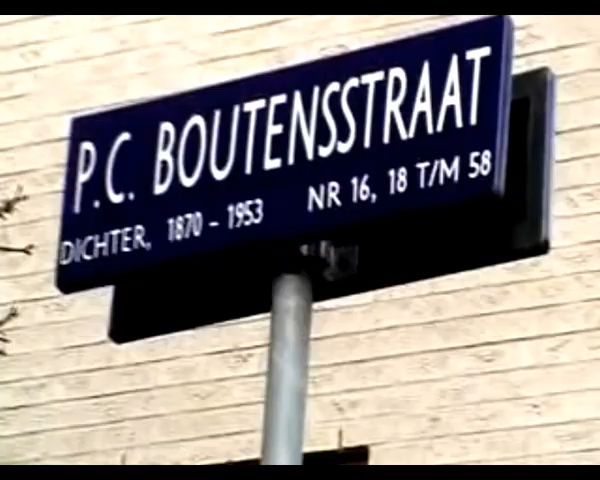 P.C. BOUTENSSTRAAT
DICHTER, 1870 - 1953 NR 16, 18 T/M 58